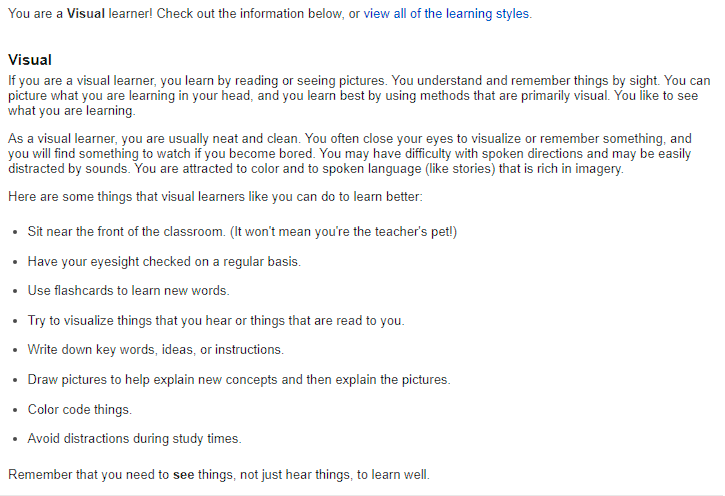 You are a Visual learner! Check out the information below, or view all of the learning styles.
Visual
If you are a visual learner, you learn by reading or seeing pictures. You understand and remember things by sight. You can
picture what you are learning in your head, and you learn best by using methods that are primarily visual. You like to see
what you are learning.
As a visual learner, you are usually neat and clean. You often close your eyes to visualize or remember something, and
you will find something to watch if you become bored. You may have difficulty with spoken directions and may be easily
distracted by sounds. You are attracted to color and to spoken language (like stories) that is rich in imagery.
Here are some things that visual learners like you can do to learn better:
• Sit near the front of the classroom. (It won't mean you're the teacher's pet!)
• Have your eyesight checked on a regular basis.
• Use flashcards to learn new words.
• Try to visualize things that you hear or things that are read to you.
• Write down key words, ideas, or instructions.
• Draw pictures to help explain new concepts and then explain the pictures.
• Color code things.
• Avoid distractions during study times.
Remember that you need to see things, not just hear things, to learn well.